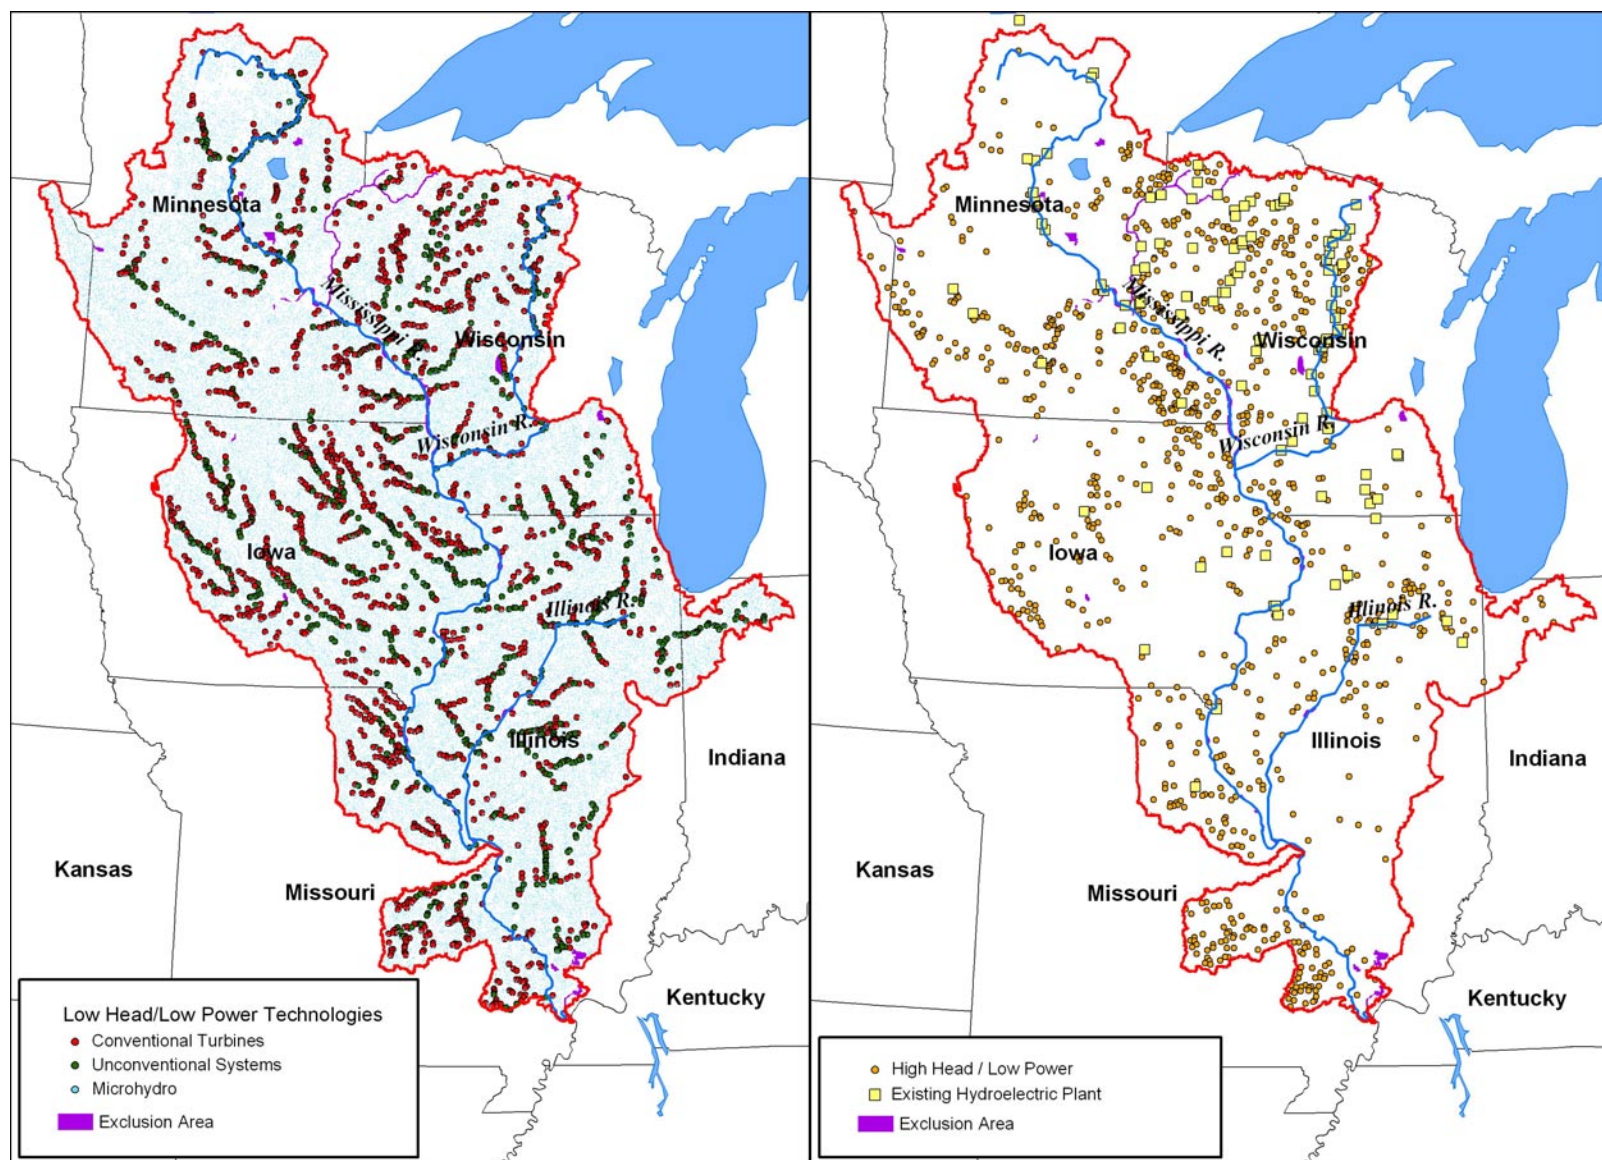 Minnesota
Mississippi R.
Wisconsin
Wisconsin R.
Iowa
Illinois R.
Illinois
Indiana
Kansas
Missouri
Kentucky
Low Head/Low Power Technologies
Conventional Turbines
Unconventional Systems
Microhydro
Exclusion Area
Minnesota
Mississippi R.
Wisconsin
Wisconsin R.
Iowa
Illinois R.
Illinois
Indiana
Kansas
Missouri
Kentucky
High Head / Low Power
Existing Hydroelectric Plant
Exclusion Area